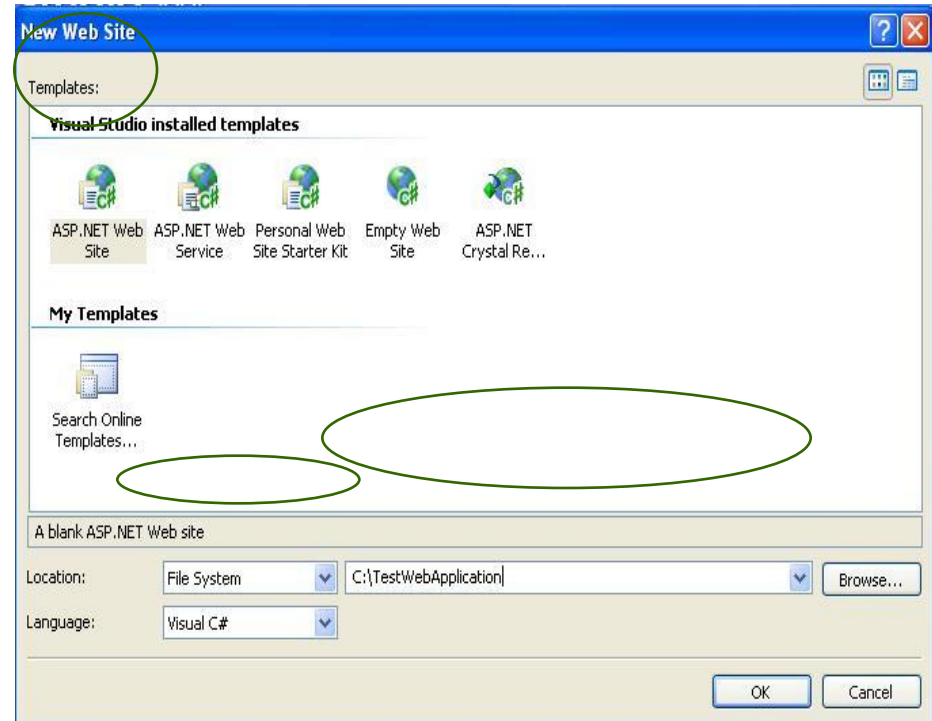 New Web Site
Templates:
Visual Studio installed templates
ASP.NET Web Site
ASP.NET Web Service
Personal Web Site Starter Kit
Empty Web Site
ASP.NET Crystal Re...
My Templates
Search Online Templates...
A blank ASP.NET Web site
Location:
File System
C:\TestWebApplication
Browse...
Language:
Visual C#
OK
Cancel